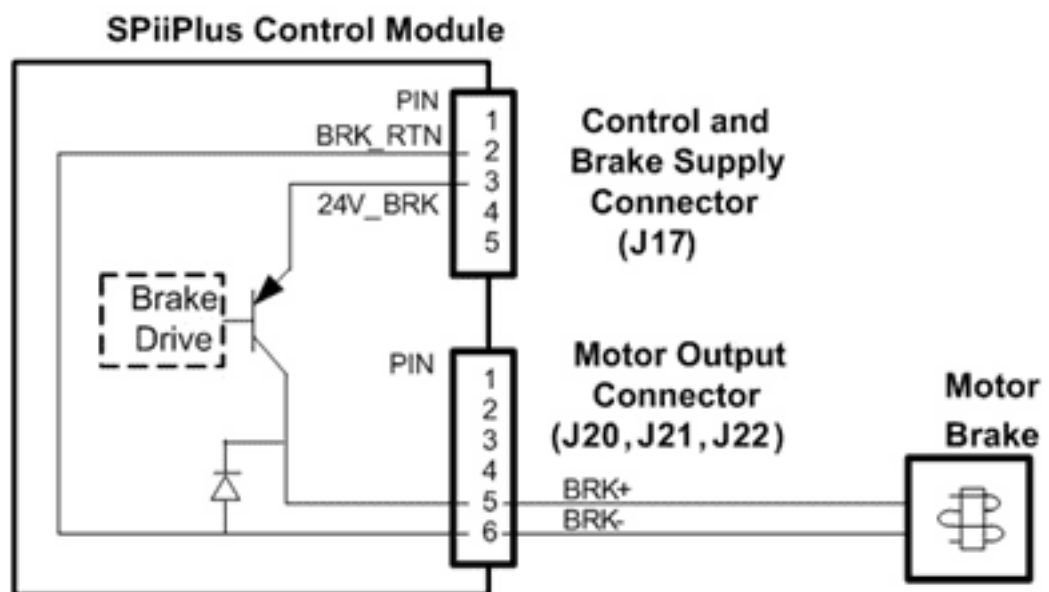 SPiiPlus Control Module
PIN
BRK_RTN
24V_BRK
1
2
3
4
5
Control and
Brake Supply
Connector
(J17)
Brake
Drive
PIN
1
2
3
4
5
6
Motor Output
Connector
(J20,J21,J22)
BRK+
BRK-
Motor
Brake